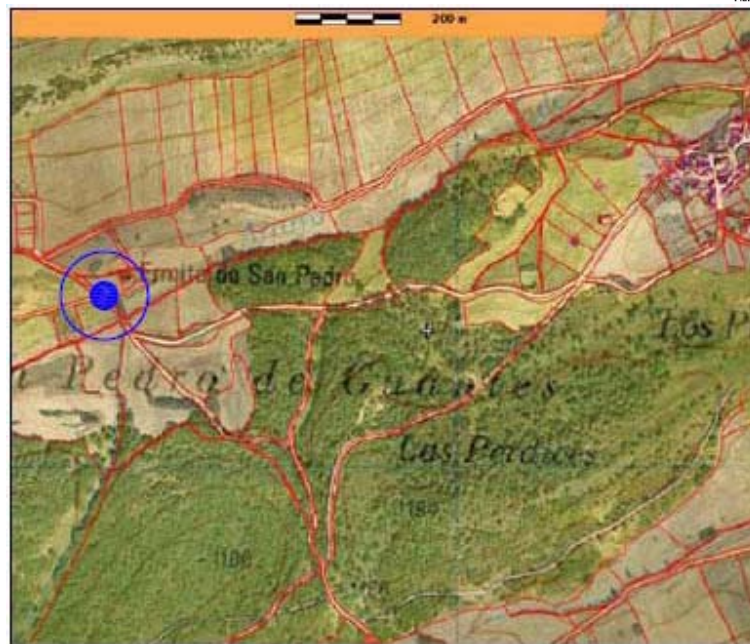 200 m
Ermita de San Pedro
Los P
n Pedro de Guantes
Las Perdices
1184
1186